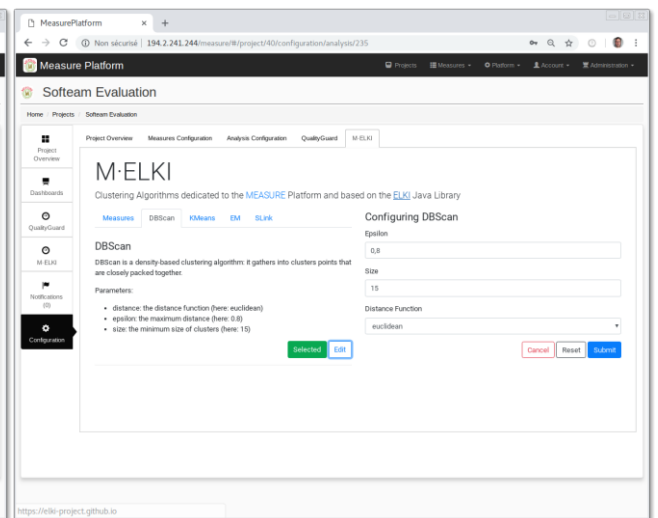 MeasurePlatform
Non sécurisé | 194.2.241.244/measure/#/project/40/configuration/analysis/235
Measure Platform
Projects Measures Platform Account Administration
Softeam Evaluation
Home / Projects / Softeam Evaluation
Project Overview
Dashboards
QualityGuard
M-ELKI
Notifications (0)
Configuration
Project Overview Measures Configuration Analysis Configuration QualityGuard M-ELKI
M·ELKI
Clustering Algorithms dedicated to the MEASURE Platform and based on the ELKI Java Library
Measures DBScan KMeans EM SLink
DBScan
DBScan is a density-based clustering algorithm: it gathers into clusters points that
are closely packed together.
Parameters:
• distance: the distance function (here: euclidean)
• epsilon: the maximum distance (here: 0.8)
• size: the minimum size of clusters (here: 15)
Selected Edit
Configuring DBScan
Epsilon
0,8
Size
15
Distance Function
euclidean
Cancel Reset Submit
https://elki-project.github.io